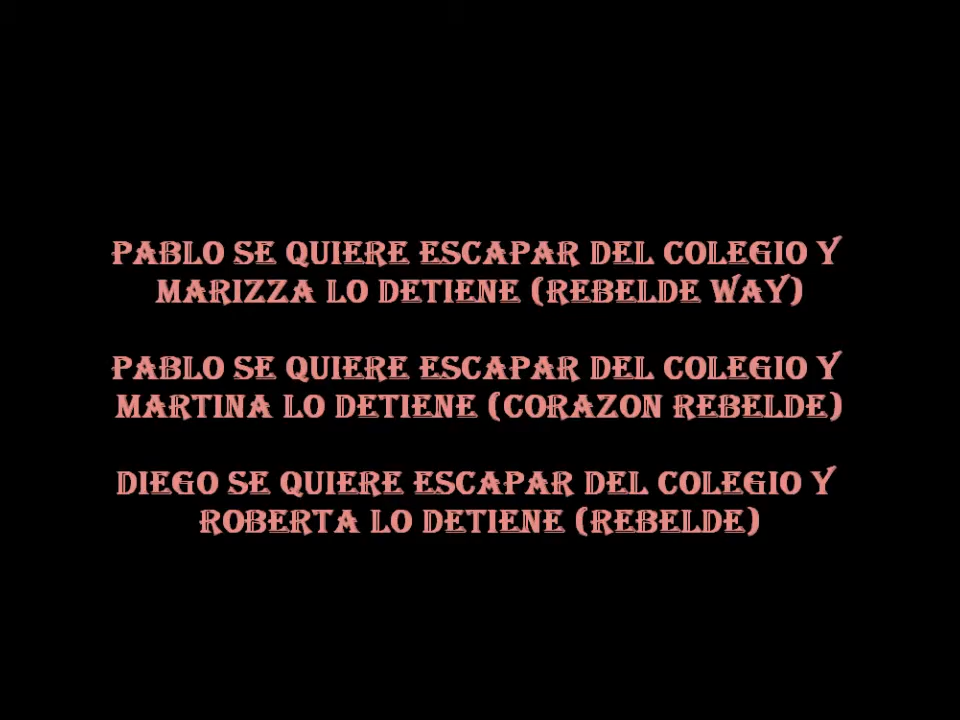 PABLO SE QUIERE ESCAPAR DEL COLEGIO Y
MARIZZA LO DETIENE (REBELDE WAY)
PABLO SE QUIERE ESCAPAR DEL COLEGIO Y
MARTINA LO DETIENE (CORAZON REBELDE)
DIEGO SE QUIERE ESCAPAR DEL COLEGIO Y
ROBERTA LO DETIENE (REBELDE)